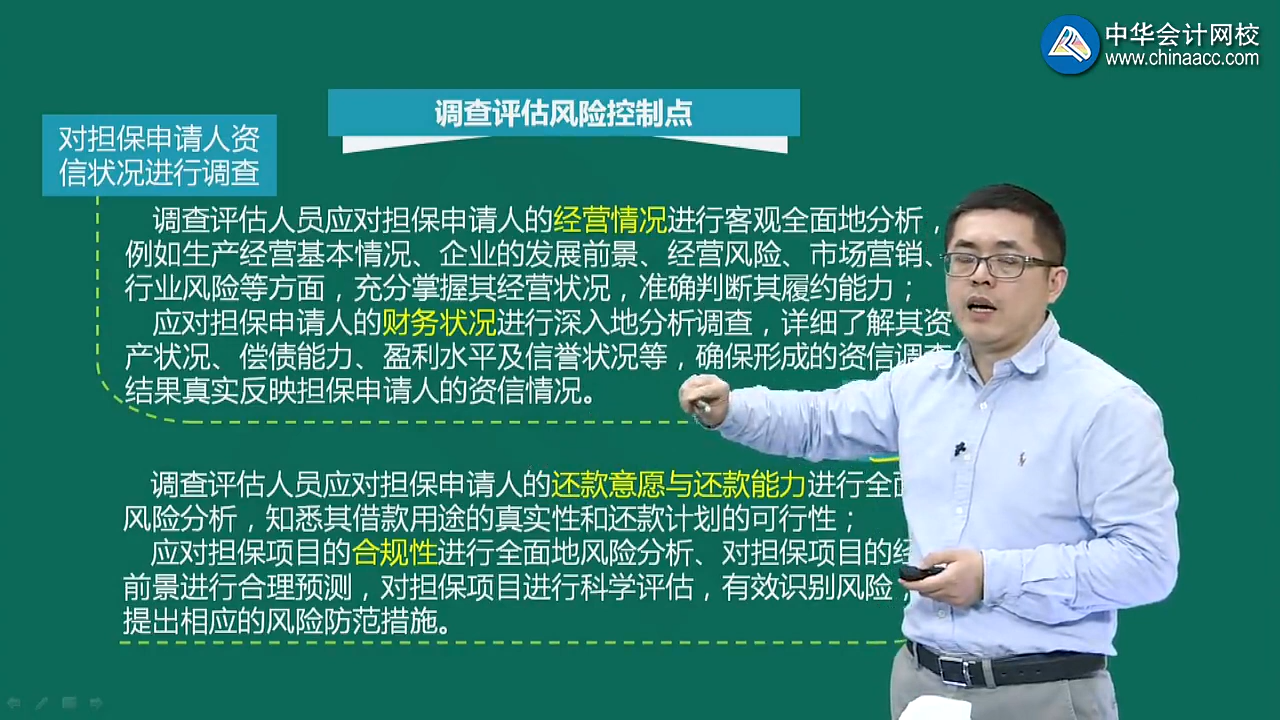 中华会计网校
www.chinaacc.com
调查评估风险控制点
对担保申请人资
信状况进行调查
调查评估人员应对担保申请人的经营情况进行客观全面地分析，
例如生产经营基本情况、企业的发展前景、经营风险、市场营销、
行业风险等方面，充分掌握其经营状况，准确判断其履约能力；
应对担保申请人的财务状况进行深入地分析调查，详细了解其资
产状况、偿债能力、盈利水平及信誉状况等，确保形成的资信调查
结果真实反映担保申请人的资信情况。
调查评估人员应对担保申请人的还款意愿与还款能力进行全面
风险分析，知悉其借款用途的真实性和还款计划的可行性；
应对担保项目的合规性进行全面地风险分析、对担保项目的经
前景进行合理预测，对担保项目进行科学评估，有效识别风险，
提出相应的风险防范措施。